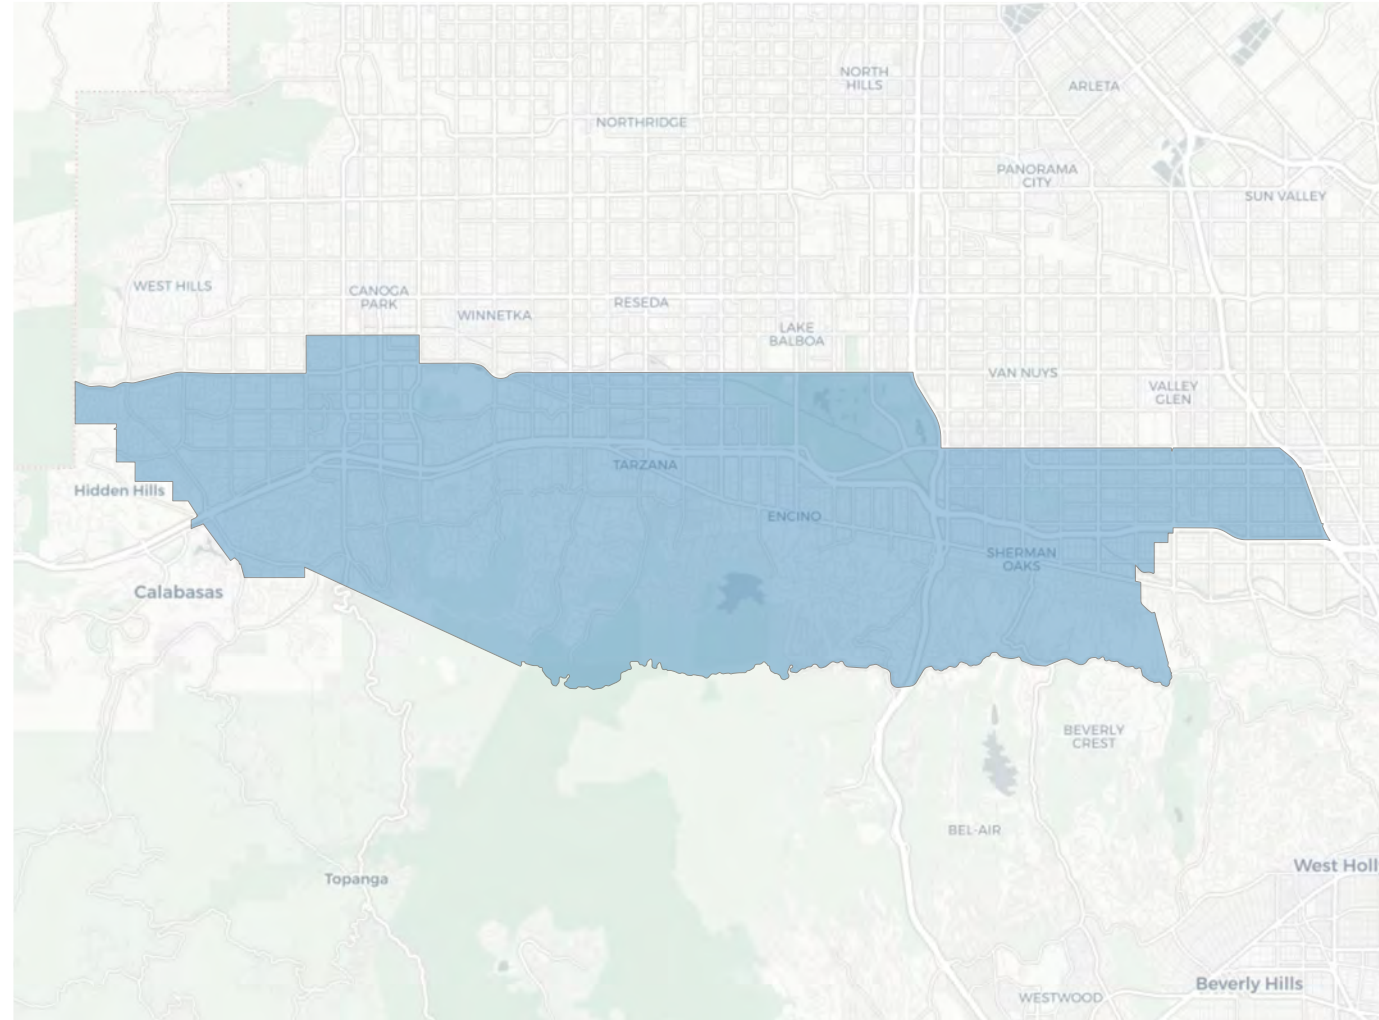 NORTH
HILLS
ARLETA
NORTHRIDGE
PANORAMA
CITY
SUN VALLEY
WEST HILLS
CANOGA
PARK
WINNETKA
RESEDA
LAKE
BALBOA
VAN NUYS
VALLEY
GLEN
TARZANA
Hidden Hills
ENCINO
SHERMAN
OAKS
Calabasas
BEVERLY
CREST
BEL-AIR
West Holl
Topanga
Beverly Hills
WESTWOOD